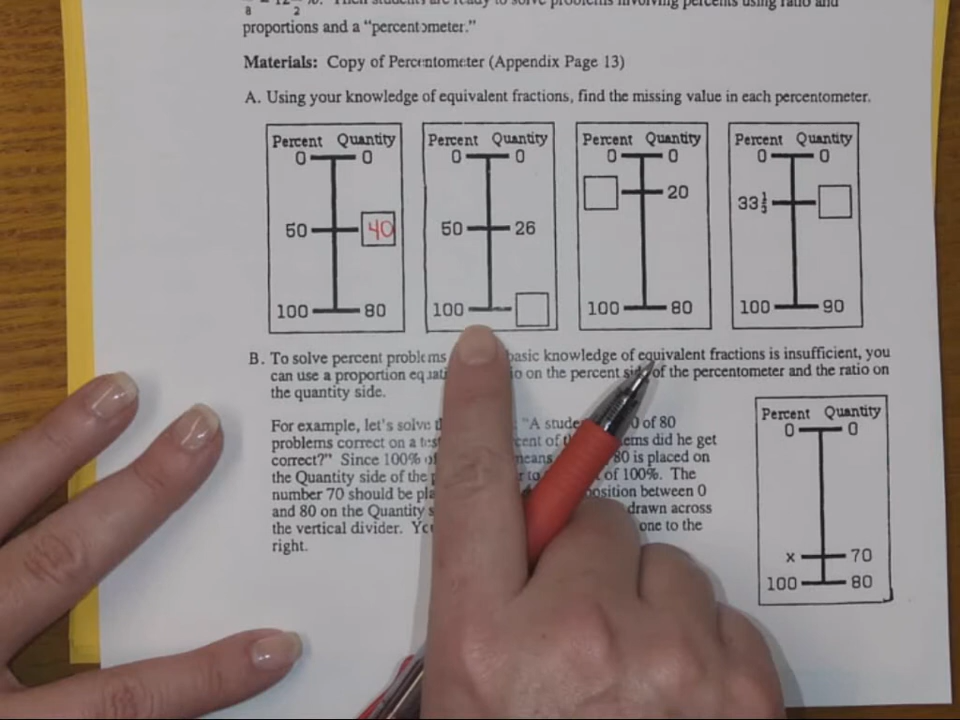 proportions and a "percentometer."
Materials: Copy of Percentometer (Appendix Page 13)
A. Using your knowledge of equivalent fractions, find the missing value in each percentometer.
Percent Quantity
0 0
50 40
100 80
Percent Quantity
0 0
50 26
100
Percent Quantity
0 0
20
100 80
Percent Quantity
0 0
33⅓
100 90
B. To solve percent problems basic knowledge of equivalent fractions is insufficient, you
can use a proportion on the percent side of the percentometer and the ratio on
the quantity side.
For example, let's solve of 80
problems correct on a test did he get
correct?" Since 100% means 80 is placed on
the Quantity side of the of 100%. The
number 70 should be position between 0
and 80 on the Quantity drawn across
the vertical divider. one to the
right.
Percent Quantity
0 0
x 70
100 80